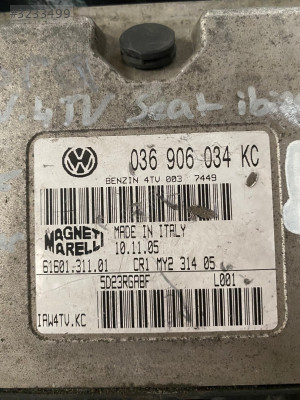 #3233499
4TV Seat ibi
036 906 034 KC
BENZIN 4TV 003 7449
MAGNETI MARELLI
MADE IN ITALY
10.11.05
61601.311.01 CR1 MY2 314 05
5D23RGABF L001
IAW4TV.KC